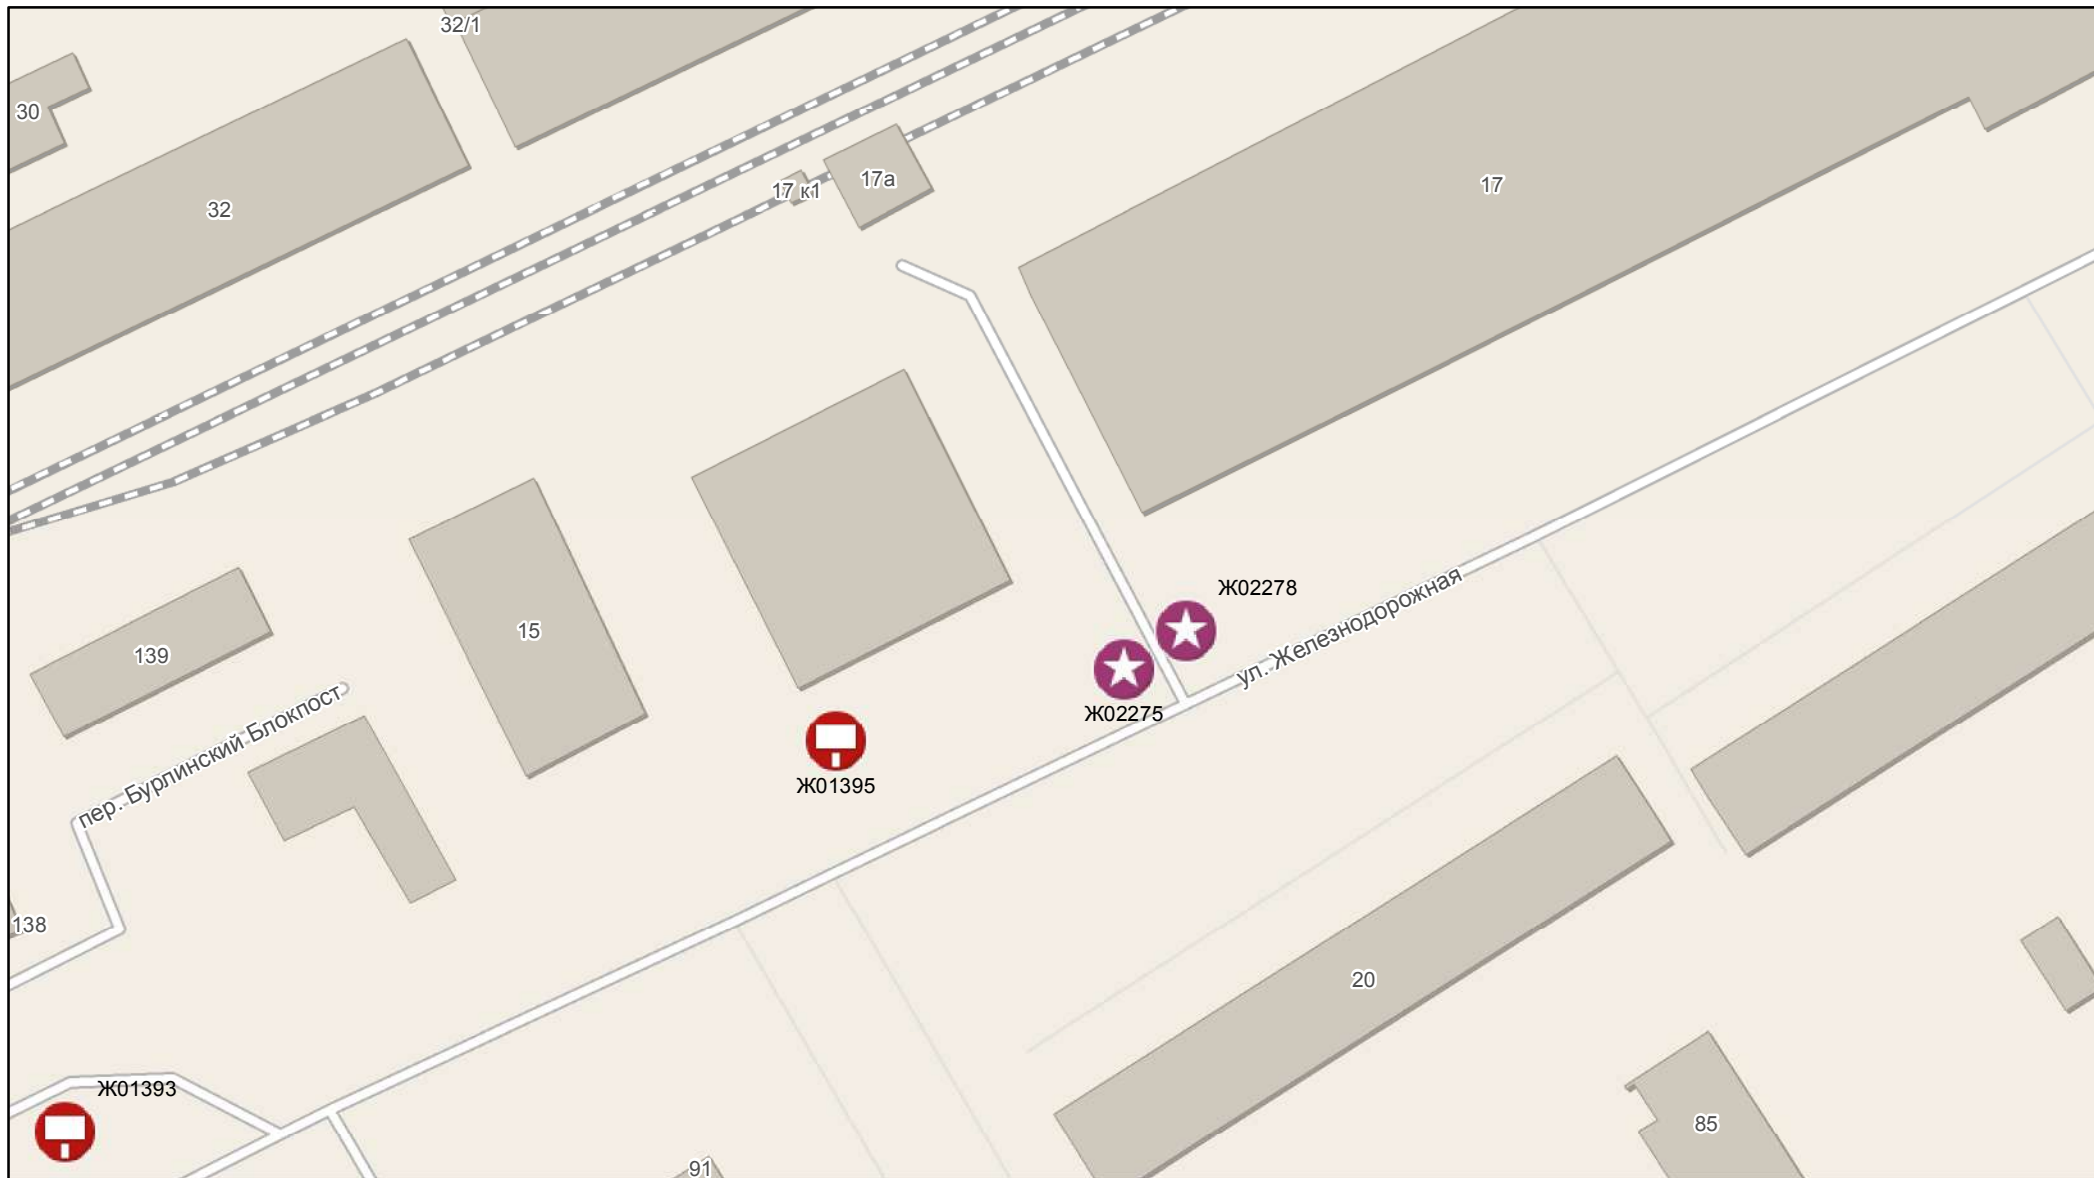 32/1
30
32
17 к1
17а
17
Ж02278
ул. Железнодорожная
15
139
Ж02275
пер. Бурлинский Блокпост
Ж01395
138
20
Ж01393
85
91